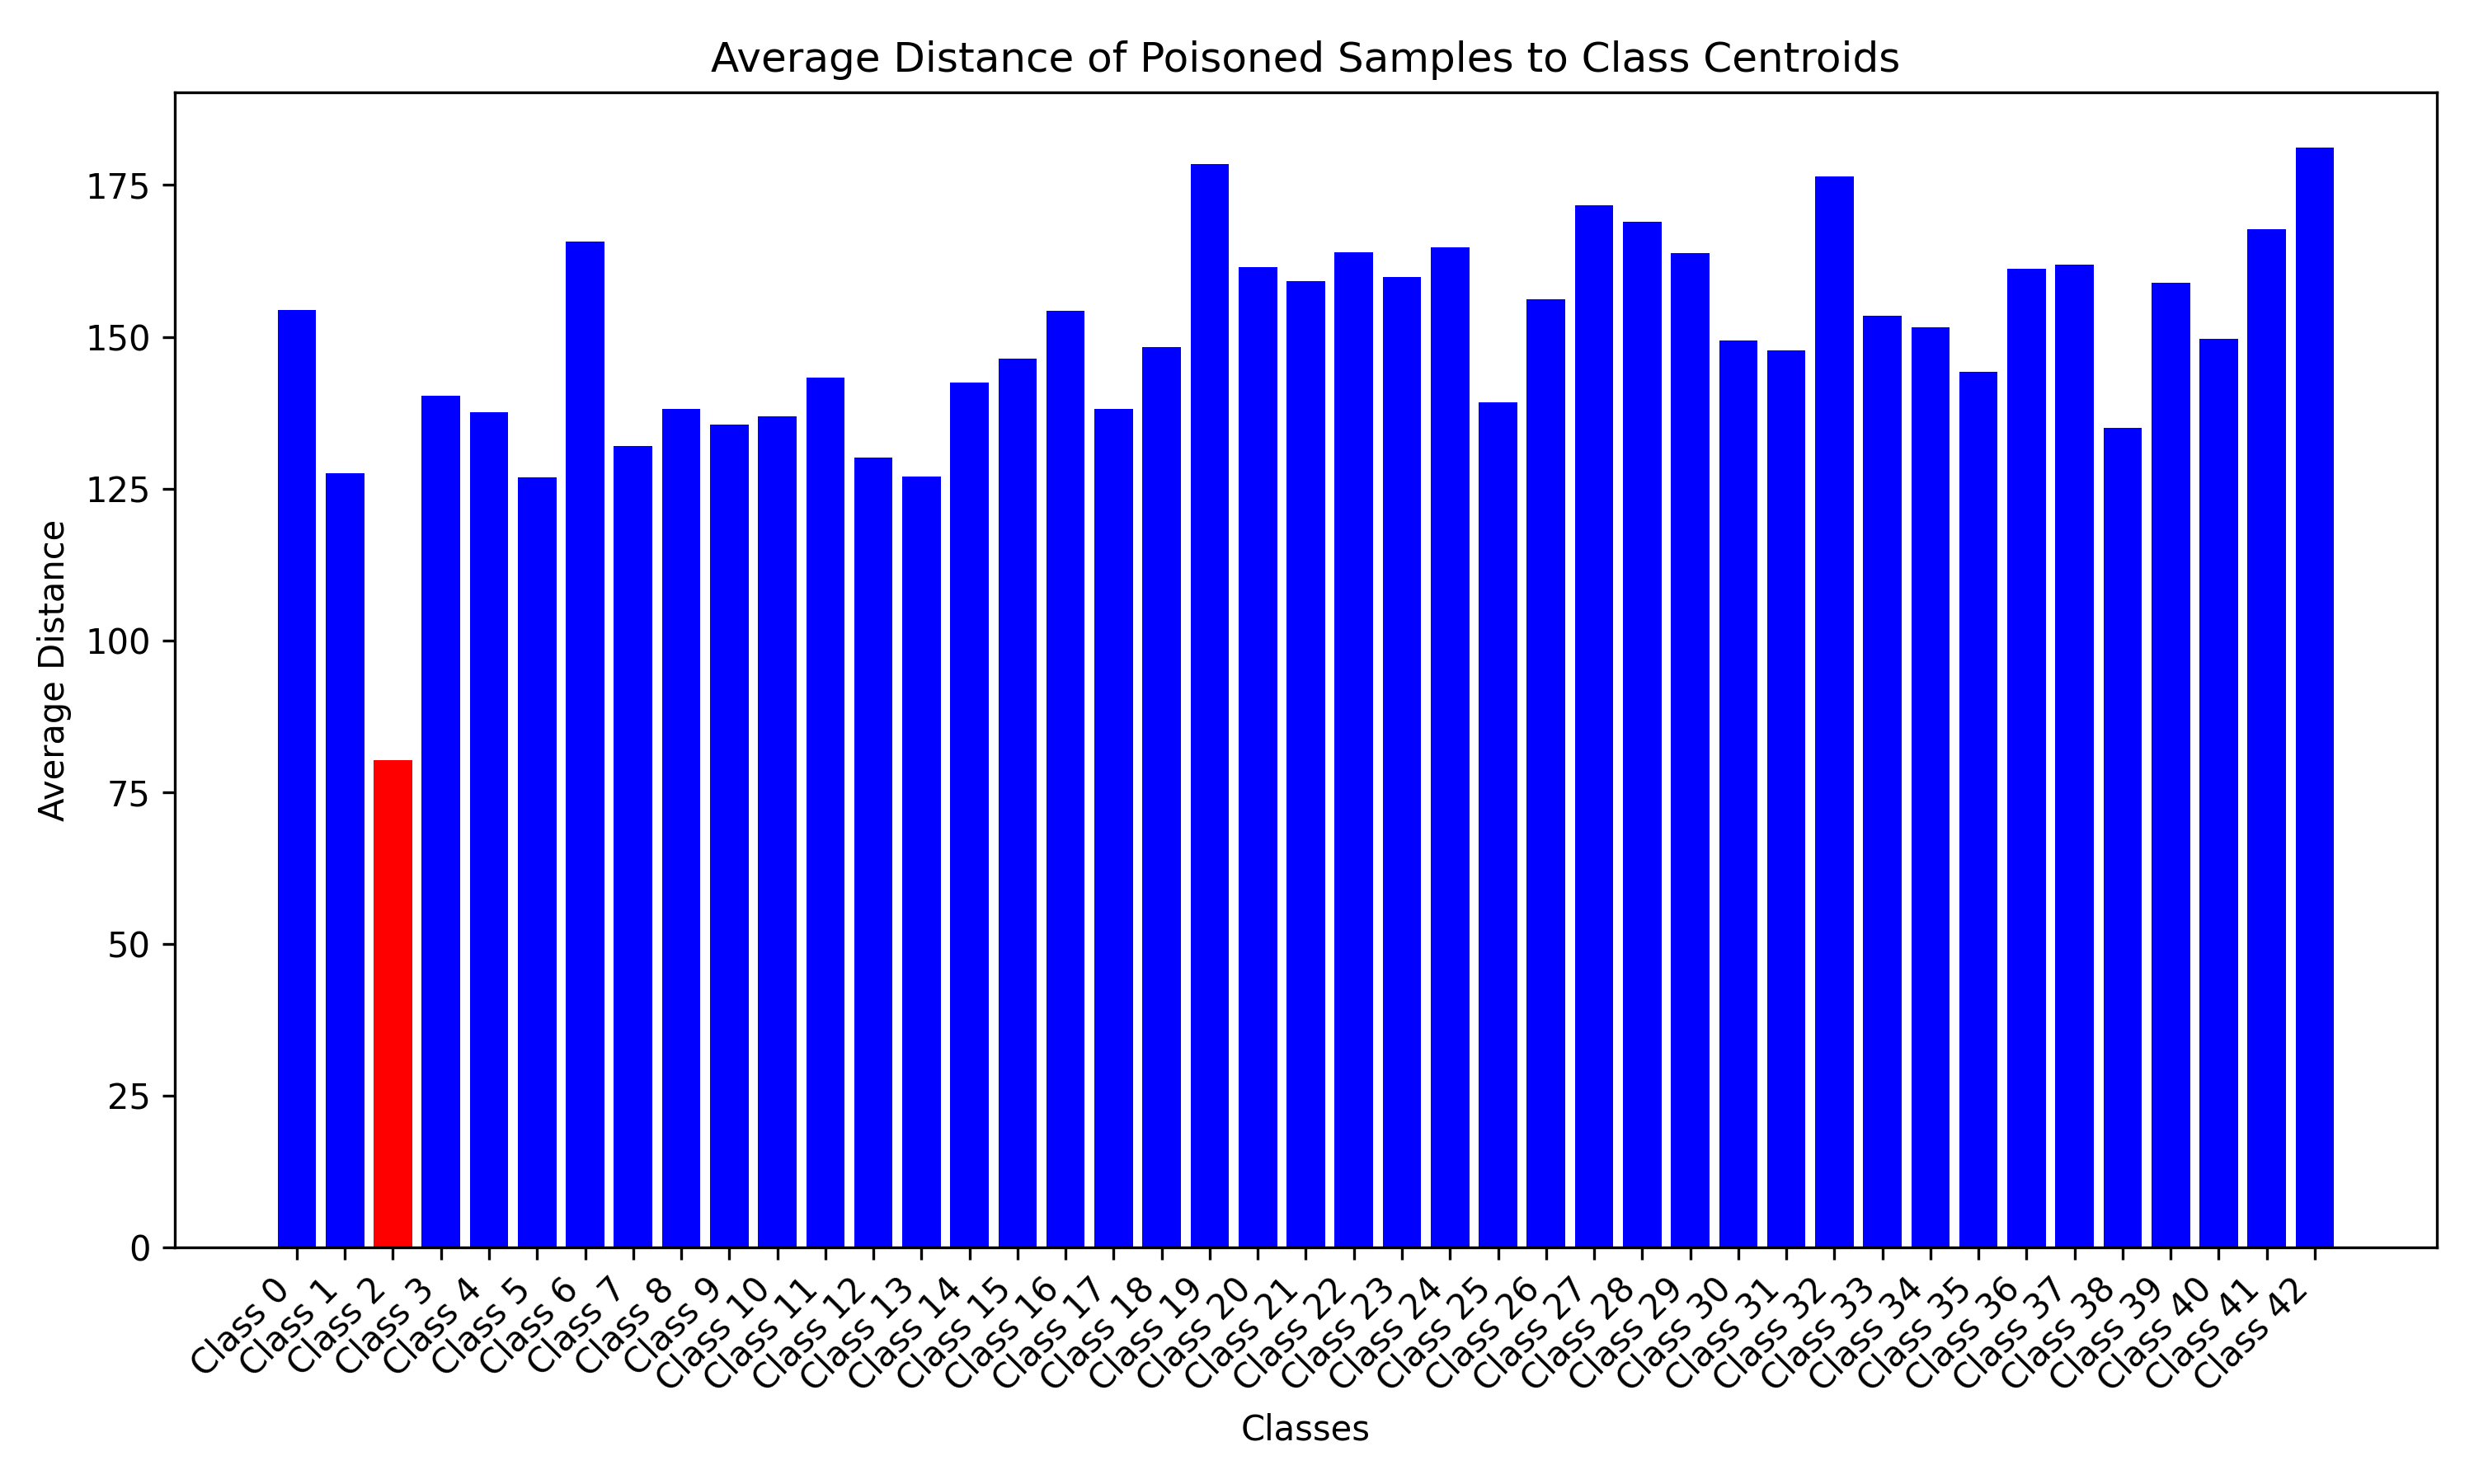 Average Distance of Poisoned Samples to Class Centroids
Average Distance
175
150
125
100
75
50
25
0
Class 0
Class 1
Class 2
Class 3
Class 4
Class 5
Class 6
Class 7
Class 8
Class 9
Class 10
Class 11
Class 12
Class 13
Class 14
Class 15
Class 16
Class 17
Class 18
Class 19
Class 20
Class 21
Class 22
Class 23
Class 24
Class 25
Class 26
Class 27
Class 28
Class 29
Class 30
Class 31
Class 32
Class 33
Class 34
Class 35
Class 36
Class 37
Class 38
Class 39
Class 40
Class 41
Class 42
Classes